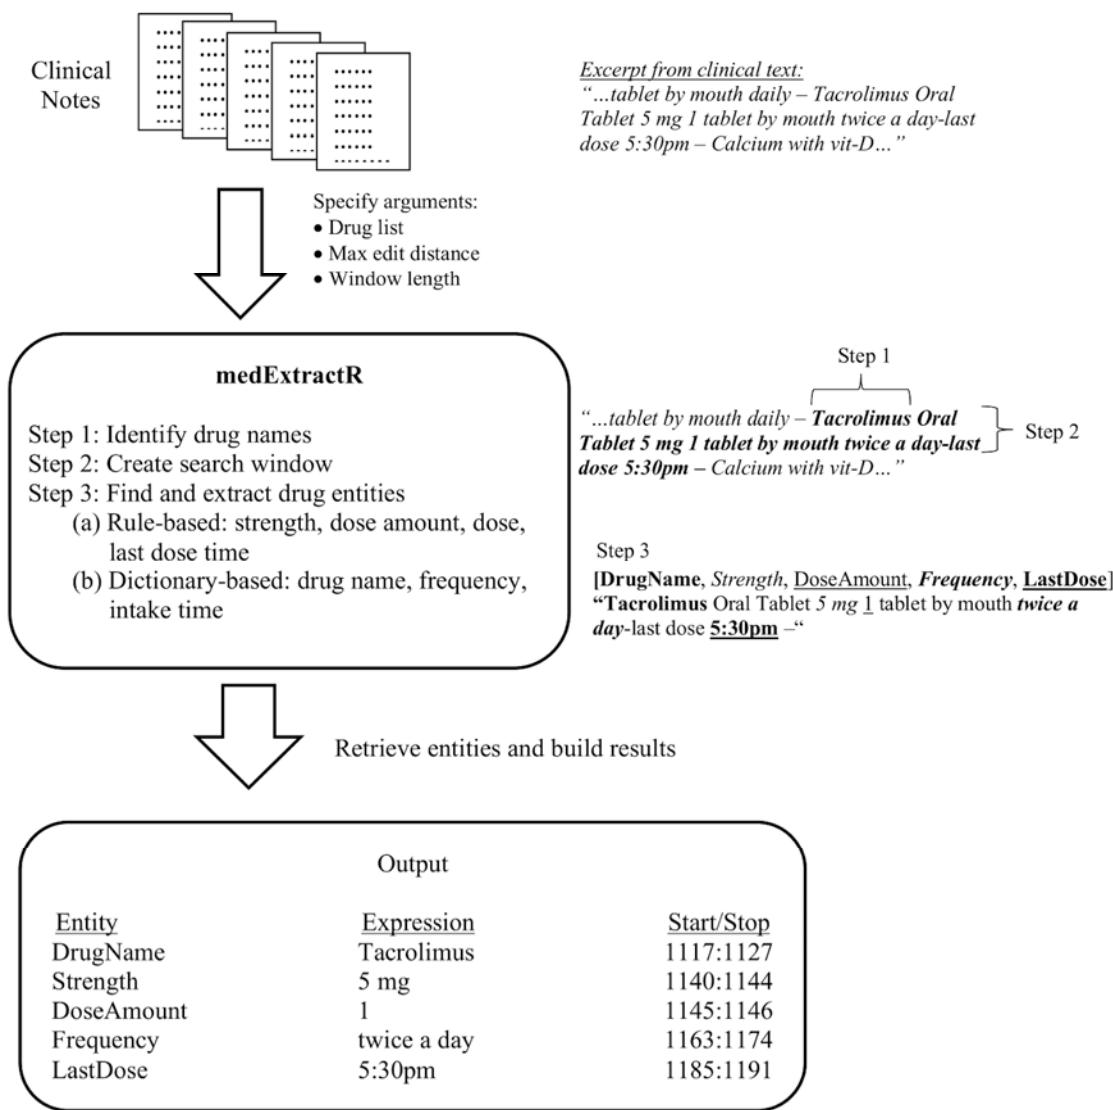 Clinical
Notes
Excerpt from clinical text:
“…tablet by mouth daily – Tacrolimus Oral
Tablet 5 mg 1 tablet by mouth twice a day-last
dose 5:30pm – Calcium with vit-D…”
Specify arguments:
• Drug list
• Max edit distance
• Window length
medExtractR
Step 1: Identify drug names
Step 2: Create search window
Step 3: Find and extract drug entities
(a) Rule-based: strength, dose amount, dose,
last dose time
(b) Dictionary-based: drug name, frequency,
intake time
Step 1
“…tablet by mouth daily – Tacrolimus Oral
Tablet 5 mg 1 tablet by mouth twice a day-last
dose 5:30pm – Calcium with vit-D…”
Step 2
Step 3
[DrugName, Strength, DoseAmount, Frequency, LastDose]
“Tacrolimus Oral Tablet 5 mg 1 tablet by mouth twice a
day-last dose 5:30pm –“
Retrieve entities and build results
Output
Entity Expression Start/Stop
DrugName Tacrolimus 1117:1127
Strength 5 mg 1140:1144
DoseAmount 1 1145:1146
Frequency twice a day 1163:1174
LastDose 5:30pm 1185:1191